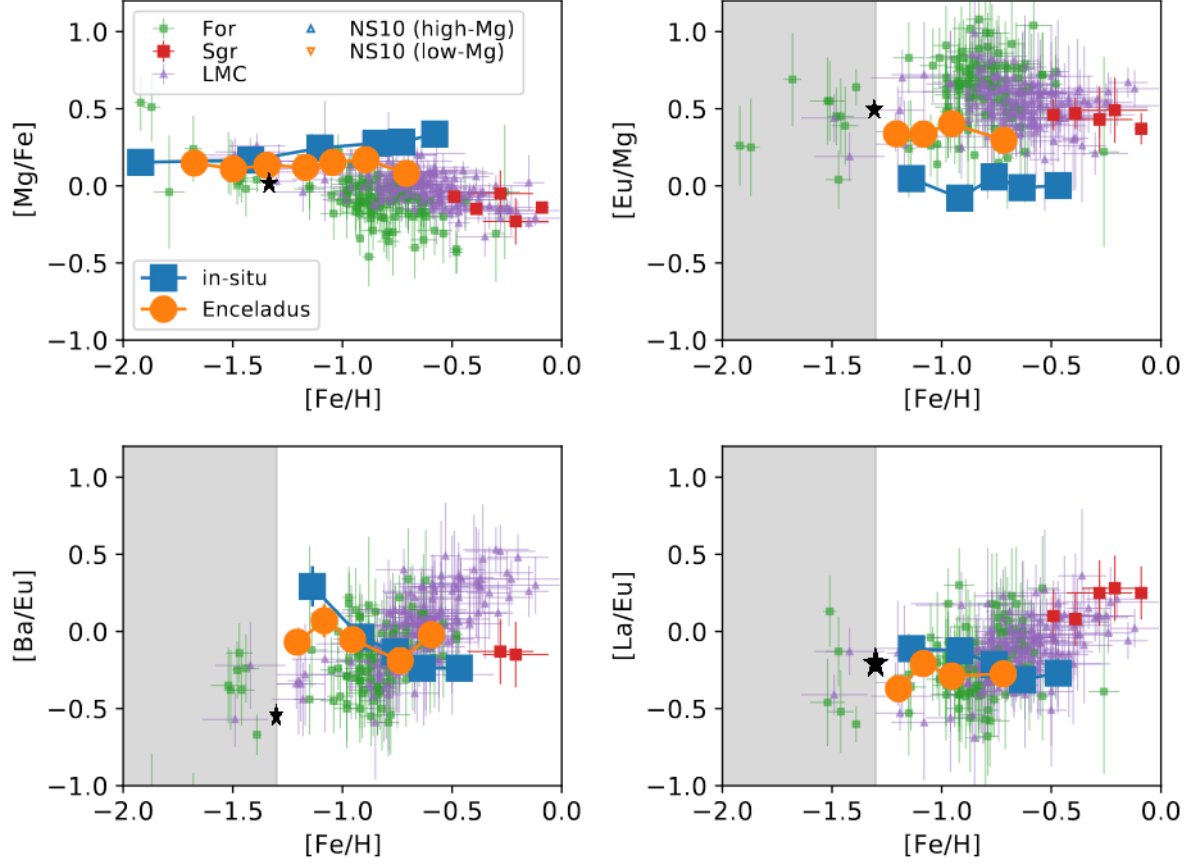 [Mg/Fe]
1.0
0.5
0.0
−0.5
−1.0
For
Sgr
LMC
NS10 (high-Mg)
NS10 (low-Mg)
in-situ
Enceladus
−2.0 −1.5 −1.0 −0.5 0.0
[Fe/H]
[Eu/Mg]
1.0
0.5
0.0
−0.5
−1.0
−2.0 −1.5 −1.0 −0.5 0.0
[Fe/H]
[Ba/Eu]
1.0
0.5
0.0
−0.5
−1.0
−2.0 −1.5 −1.0 −0.5 0.0
[Fe/H]
[La/Eu]
1.0
0.5
0.0
−0.5
−1.0
−2.0 −1.5 −1.0 −0.5 0.0
[Fe/H]